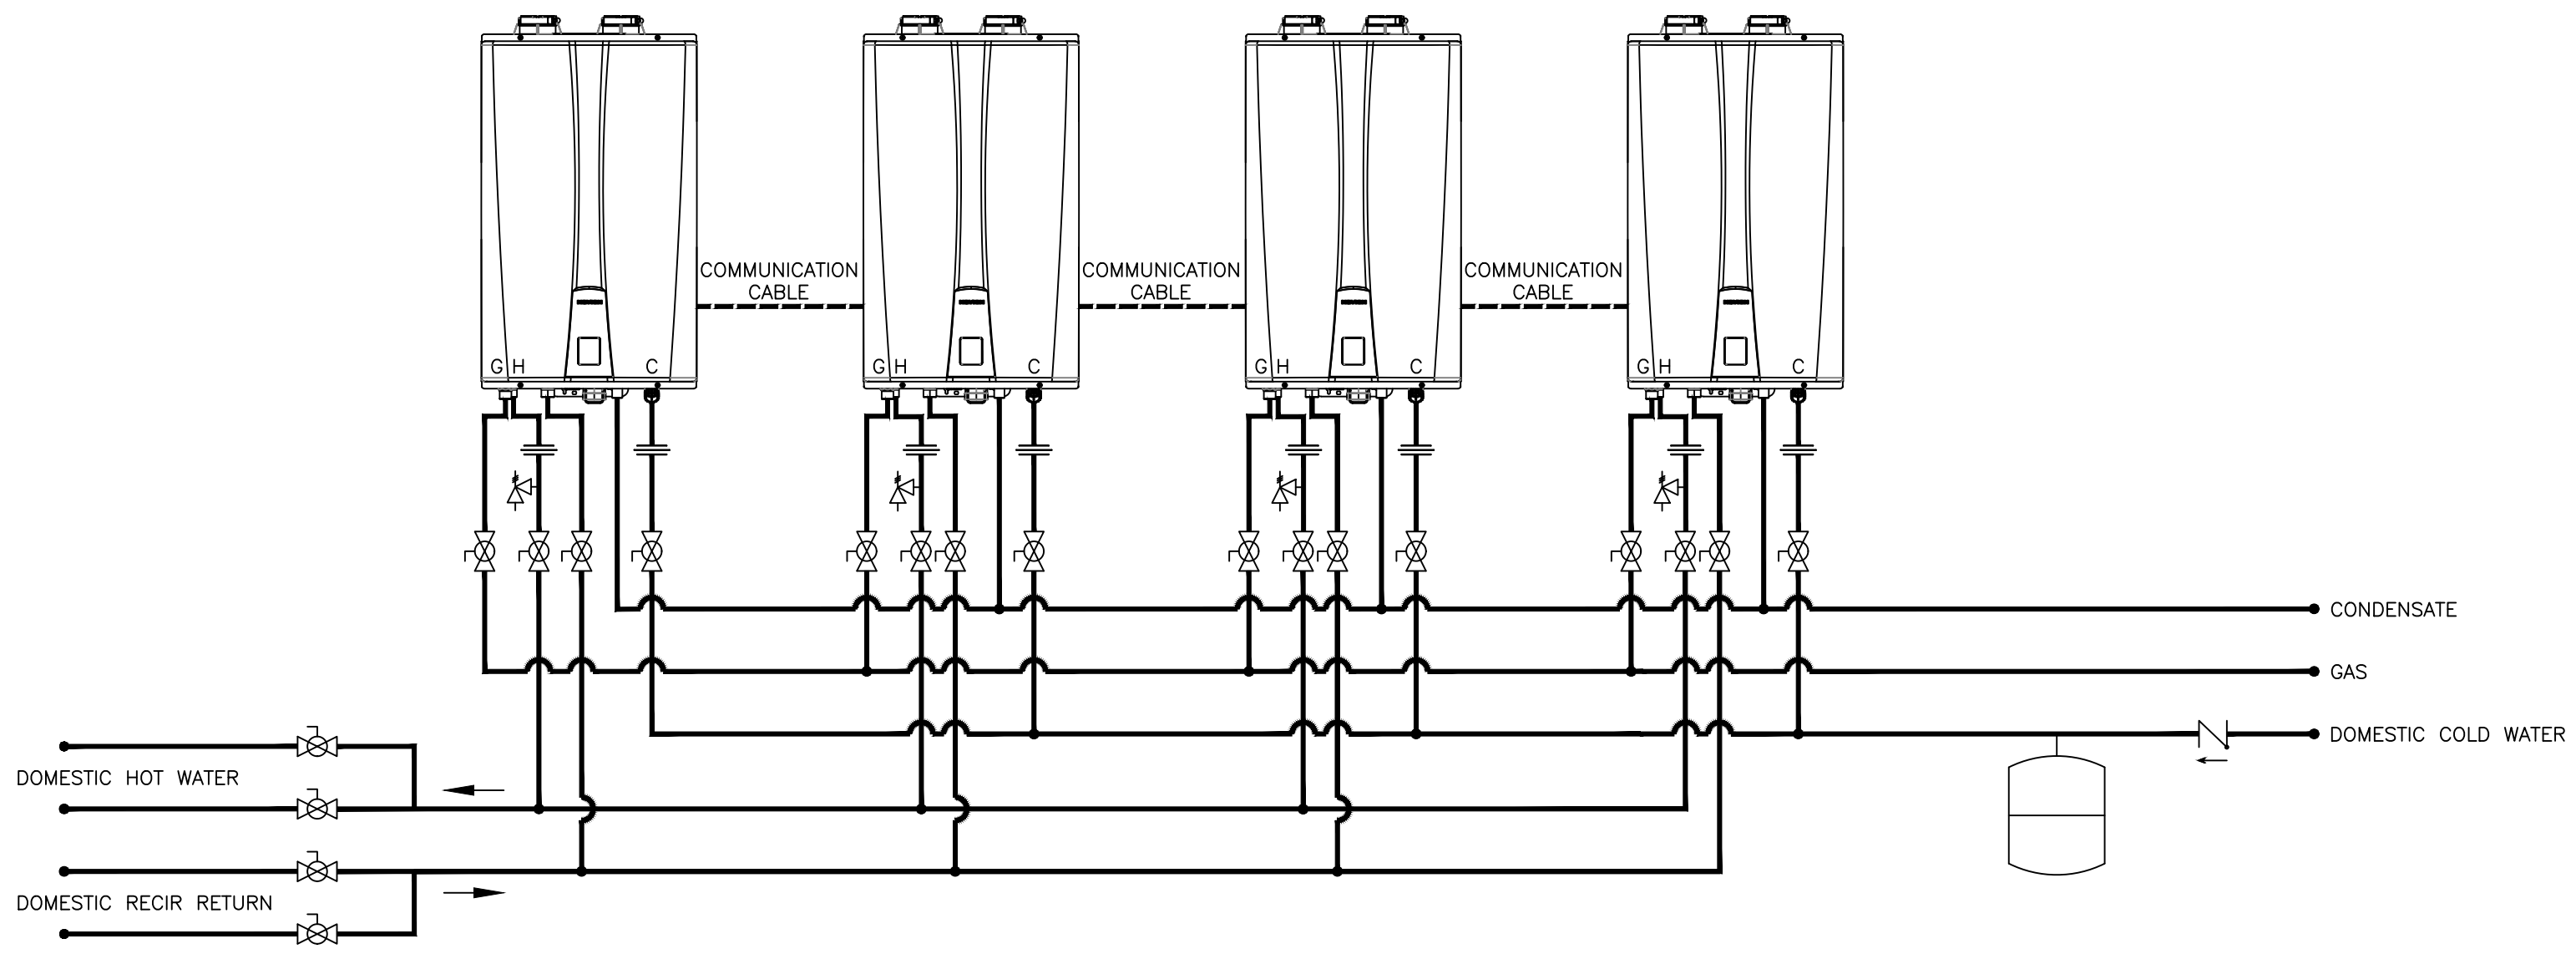 COMMUNICATION
CABLE
COMMUNICATION
CABLE
COMMUNICATION
CABLE
G H C
G H C
G H C
G H C
CONDENSATE
GAS
DOMESTIC COLD WATER
DOMESTIC HOT WATER
DOMESTIC RECIR RETURN